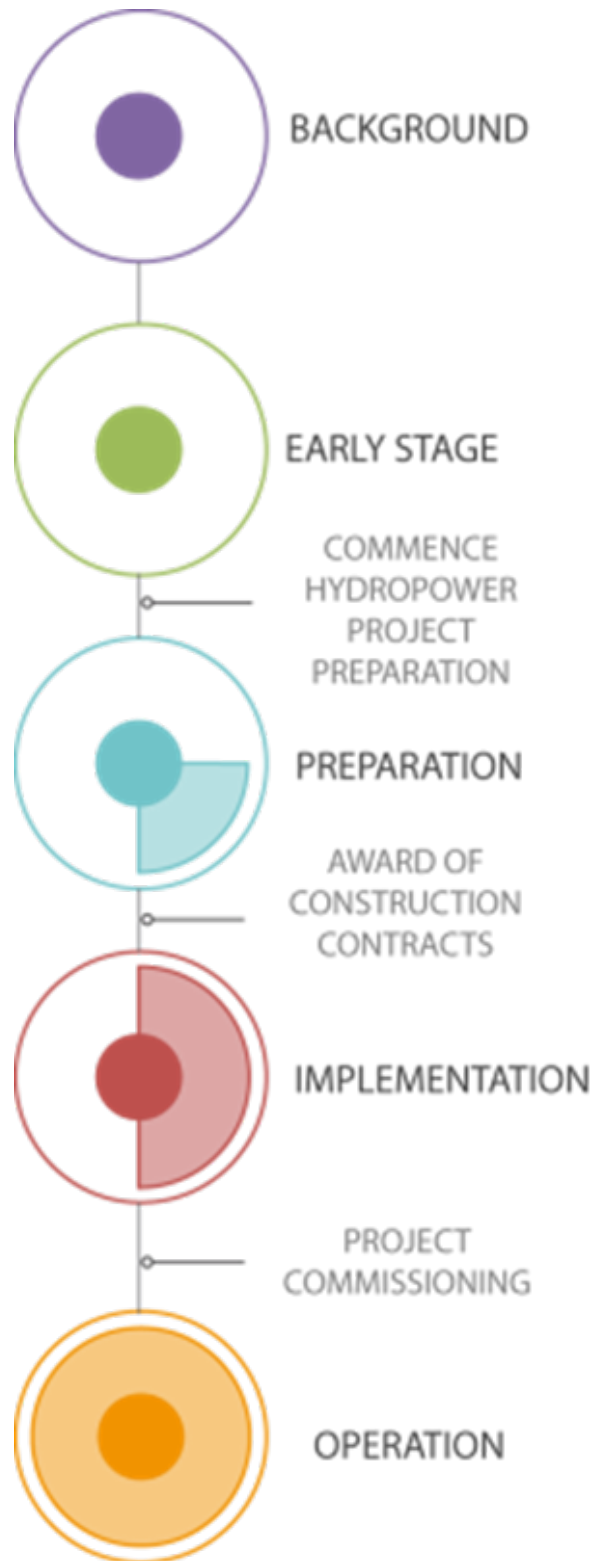 BACKGROUND
EARLY STAGE
COMMENCE
HYDROPOWER
PROJECT
PREPARATION
PREPARATION
AWARD OF
CONSTRUCTION
CONTRACTS
IMPLEMENTATION
PROJECT
COMMISSIONING
OPERATION